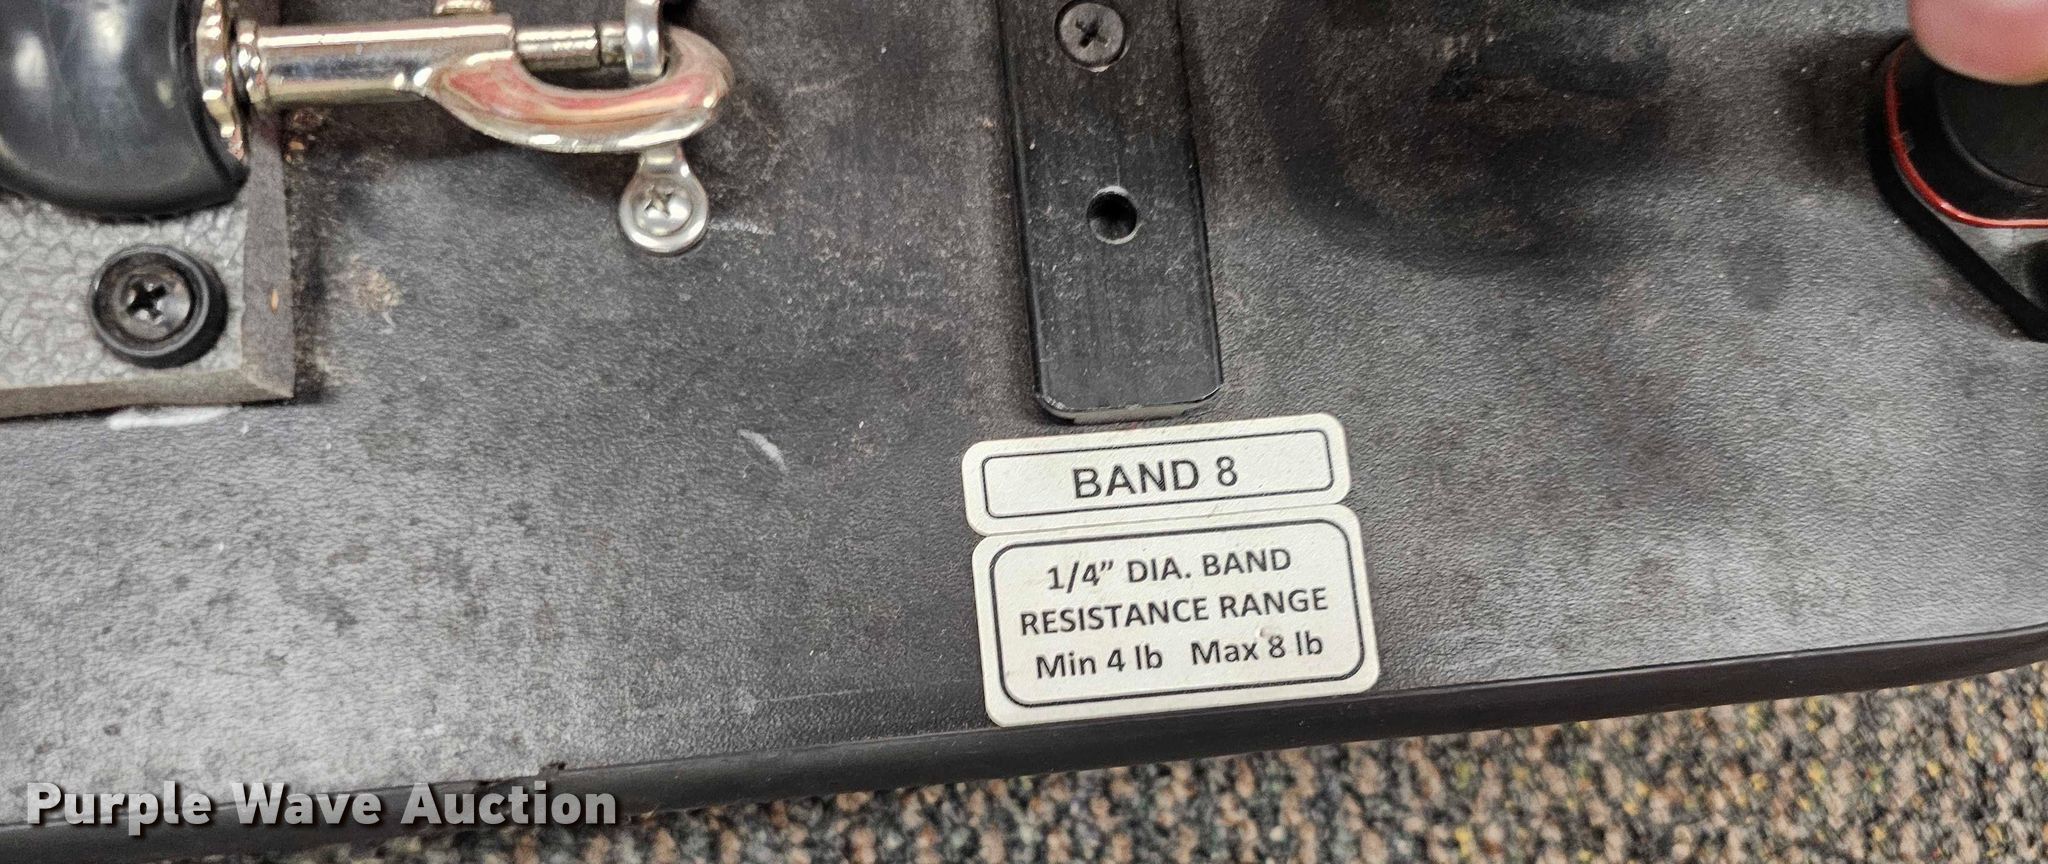 BAND 8
1/4” DIA. BAND
RESISTANCE RANGE
Min 4 lb Max 8 lb
Purple Wave Auction